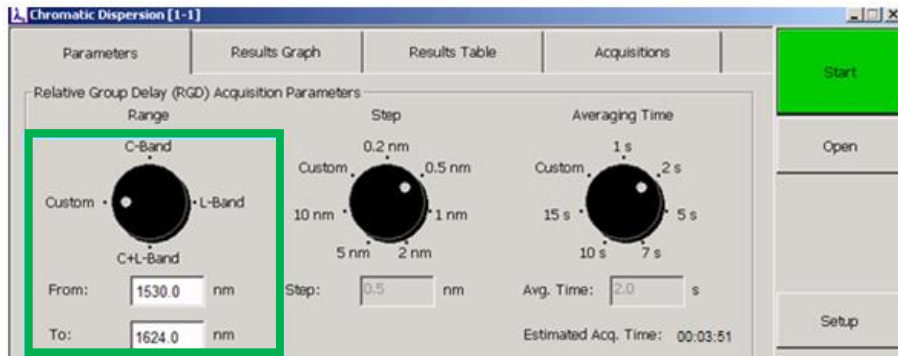 Chromatic Dispersion [1-1]
Parameters
Results Graph
Results Table
Acquisitions
Start
Relative Group Delay (RGD) Acquisition Parameters
Range
Step
Averaging Time
C-Band
0.2 nm
1 s
Open
Custom
.0.5 nm
Custom
2 s
Custom
L-Band
10 nm
1 nm
15 s
5 s
C+L-Band
5 nm
2 nm
10 s
7 s
From: 1530.0 nm
Step: 0.5 nm
Avg. Time: 2.0 s
To: 1624.0 nm
Estimated Acq. Time: 00:03:51
Setup